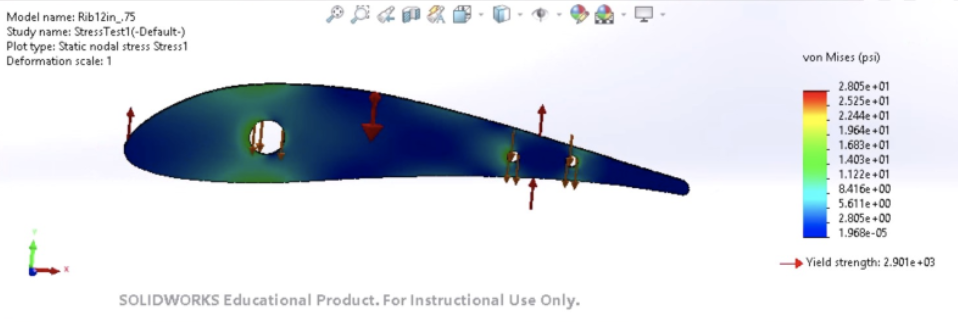 Model name: Rib12in_.75
Study name: StressTest1(-Default-)
Plot type: Static nodal stress Stress1
Deformation scale: 1
von Mises (psi)
2.805e+01
2.525e+01
2.244e+01
1.964e+01
1.683e+01
1.403e+01
1.122e+01
8.416e+00
5.611e+00
2.805e+00
1.968e-05
Yield strength: 2.901e+03
Y
X
SOLIDWORKS Educational Product. For Instructional Use Only.